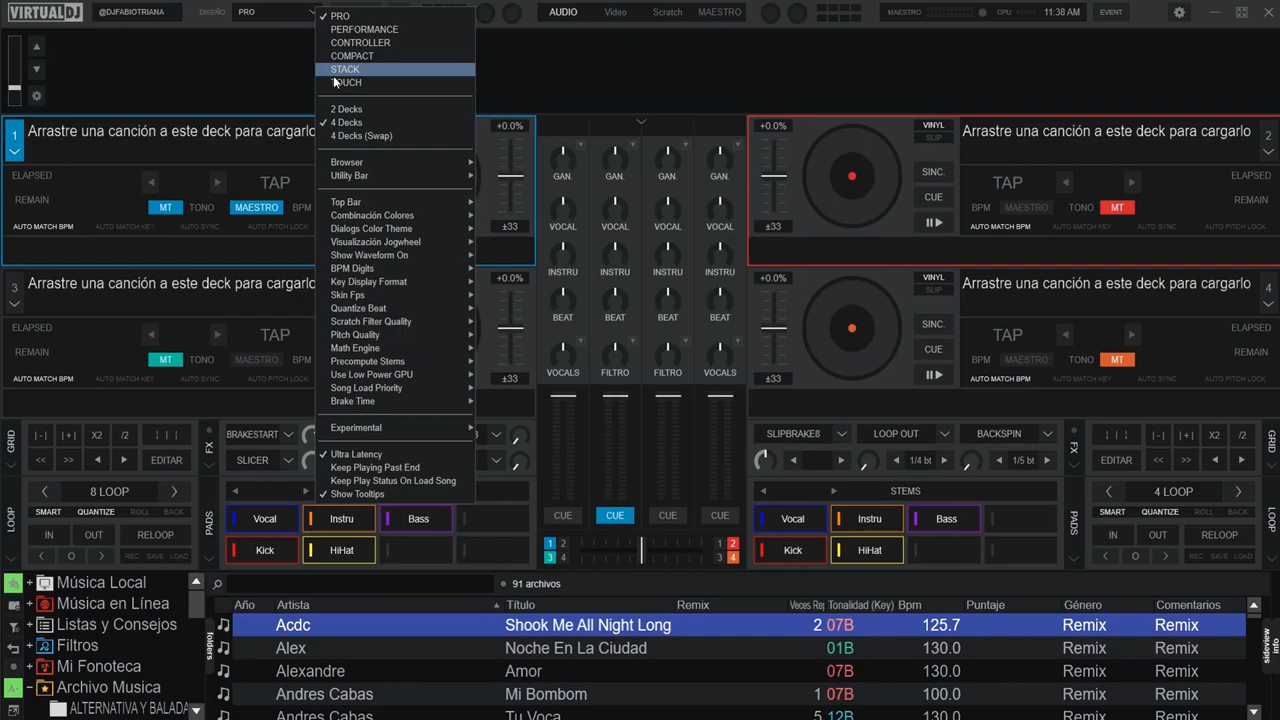 VIRTUALDJ
@DJFABIOTRIANA
DISEÑO PRO
AUDIO Video Scratch MAESTRO
MAESTRO CPU 11:38 AM EVENT
PRO
PERFORMANCE
CONTROLLER
COMPACT
STACK
TOUCH
2 Decks
4 Decks
4 Decks (Swap)
Browser
Utility Bar
Top Bar
Combinación Colores
Dialogs Color Theme
Visualización Jogwheel
Show Waveform On
BPM Digits
Key Display Format
Skin Fps
Quantize Beat
Scratch Filter Quality
Pitch Quality
Math Engine
Precompute Stems
Use Low Power GPU
Song Load Priority
Brake Time
Experimental
Ultra Latency
Keep Playing Past End
Keep Play Status On Load Song
Show Tooltips
1 Arrastre una canción a este deck para cargarlo
ELAPSED
REMAIN
TAP
MT TONO MAESTRO BPM
AUTO MATCH BPM AUTO MATCH KEY AUTO SYNC AUTO PITCH LOCK
+0.0%
±33
3 Arrastre una canción a este deck para cargarlo
ELAPSED
REMAIN
TAP
MT TONO MAESTRO BPM
AUTO MATCH BPM AUTO MATCH KEY AUTO SYNC AUTO PITCH LOCK
+0.0%
±33
GAN. GAN. GAN. GAN.
VOCAL VOCAL VOCAL VOCAL
INSTRU INSTRU INSTRU INSTRU
BEAT BEAT BEAT BEAT
VOCALS FILTRO FILTRO VOCALS
CUE CUE CUE CUE
1 2 1 2
3 4 3 4
+0.0% VINYL
SLIP
SINC.
CUE
±33
Arrastre una canción a este deck para cargarlo 2
ELAPSED
REMAIN
TAP
BPM MAESTRO TONO MT
AUTO MATCH BPM AUTO MATCH KEY AUTO SYNC AUTO PITCH LOCK
+0.0% VINYL
SLIP
SINC.
CUE
±33
Arrastre una canción a este deck para cargarlo 4
ELAPSED
REMAIN
TAP
BPM MAESTRO TONO MT
AUTO MATCH BPM AUTO MATCH KEY AUTO SYNC AUTO PITCH LOCK
GRID |-| |+| X2 /2 FX BRAKESTART 3
<< >> EDITAR SLICER
LOOP 8 LOOP
SMART QUANTIZE ROLL BACK
IN OUT RELOOP
O REC SAVE LOAD
PADS
Vocal Instru Bass
Kick HiHat
SLIPBRAKE8 LOOP OUT BACKSPIN FX
1/4 bt 1/5 bt
STEMS
Vocal Instru Bass
Kick HiHat
PADS
|-| |+| X2 /2 GRID
EDITAR << >>
4 LOOP LOOP
SMART QUANTIZE ROLL BACK
IN OUT RELOOP
O REC SAVE LOAD
Música Local
Música en Línea
Listas y Consejos
Filtros
Mi Fonoteca
Archivo Musica
ALTERNATIVA Y BALADA
folders
91 archivos
Año Artista Título Remix Veces Rep Tonalidad (Key) Bpm Puntaje Género Comentarios
Acdc Shook Me All Night Long 2 07B 125.7 Remix Remix
Alex Noche En La Ciudad 01B 130.0 Remix Remix
Alexandre Amor 07B 130.0 Remix Remix
Andres Cabas Mi Bombom 1 07B 100.0 Remix Remix
Andres Cabas Tu Voca 5 12B 130.0 Remix Remix
sideview
info